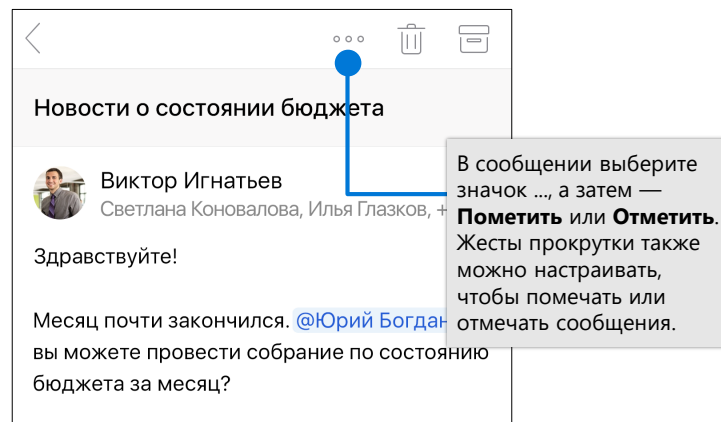 Новости о состоянии бюджета
Виктор Игнатьев
Светлана Коновалова, Илья Глазков, +
Здравствуйте!
Месяц почти закончился. @Юрий Богдан
вы можете провести собрание по состоянию
бюджета за месяц?
В сообщении выберите
значок ..., а затем —
Пометить или Отметить.
Жесты прокрутки также
можно настраивать,
чтобы помечать или
отмечать сообщения.